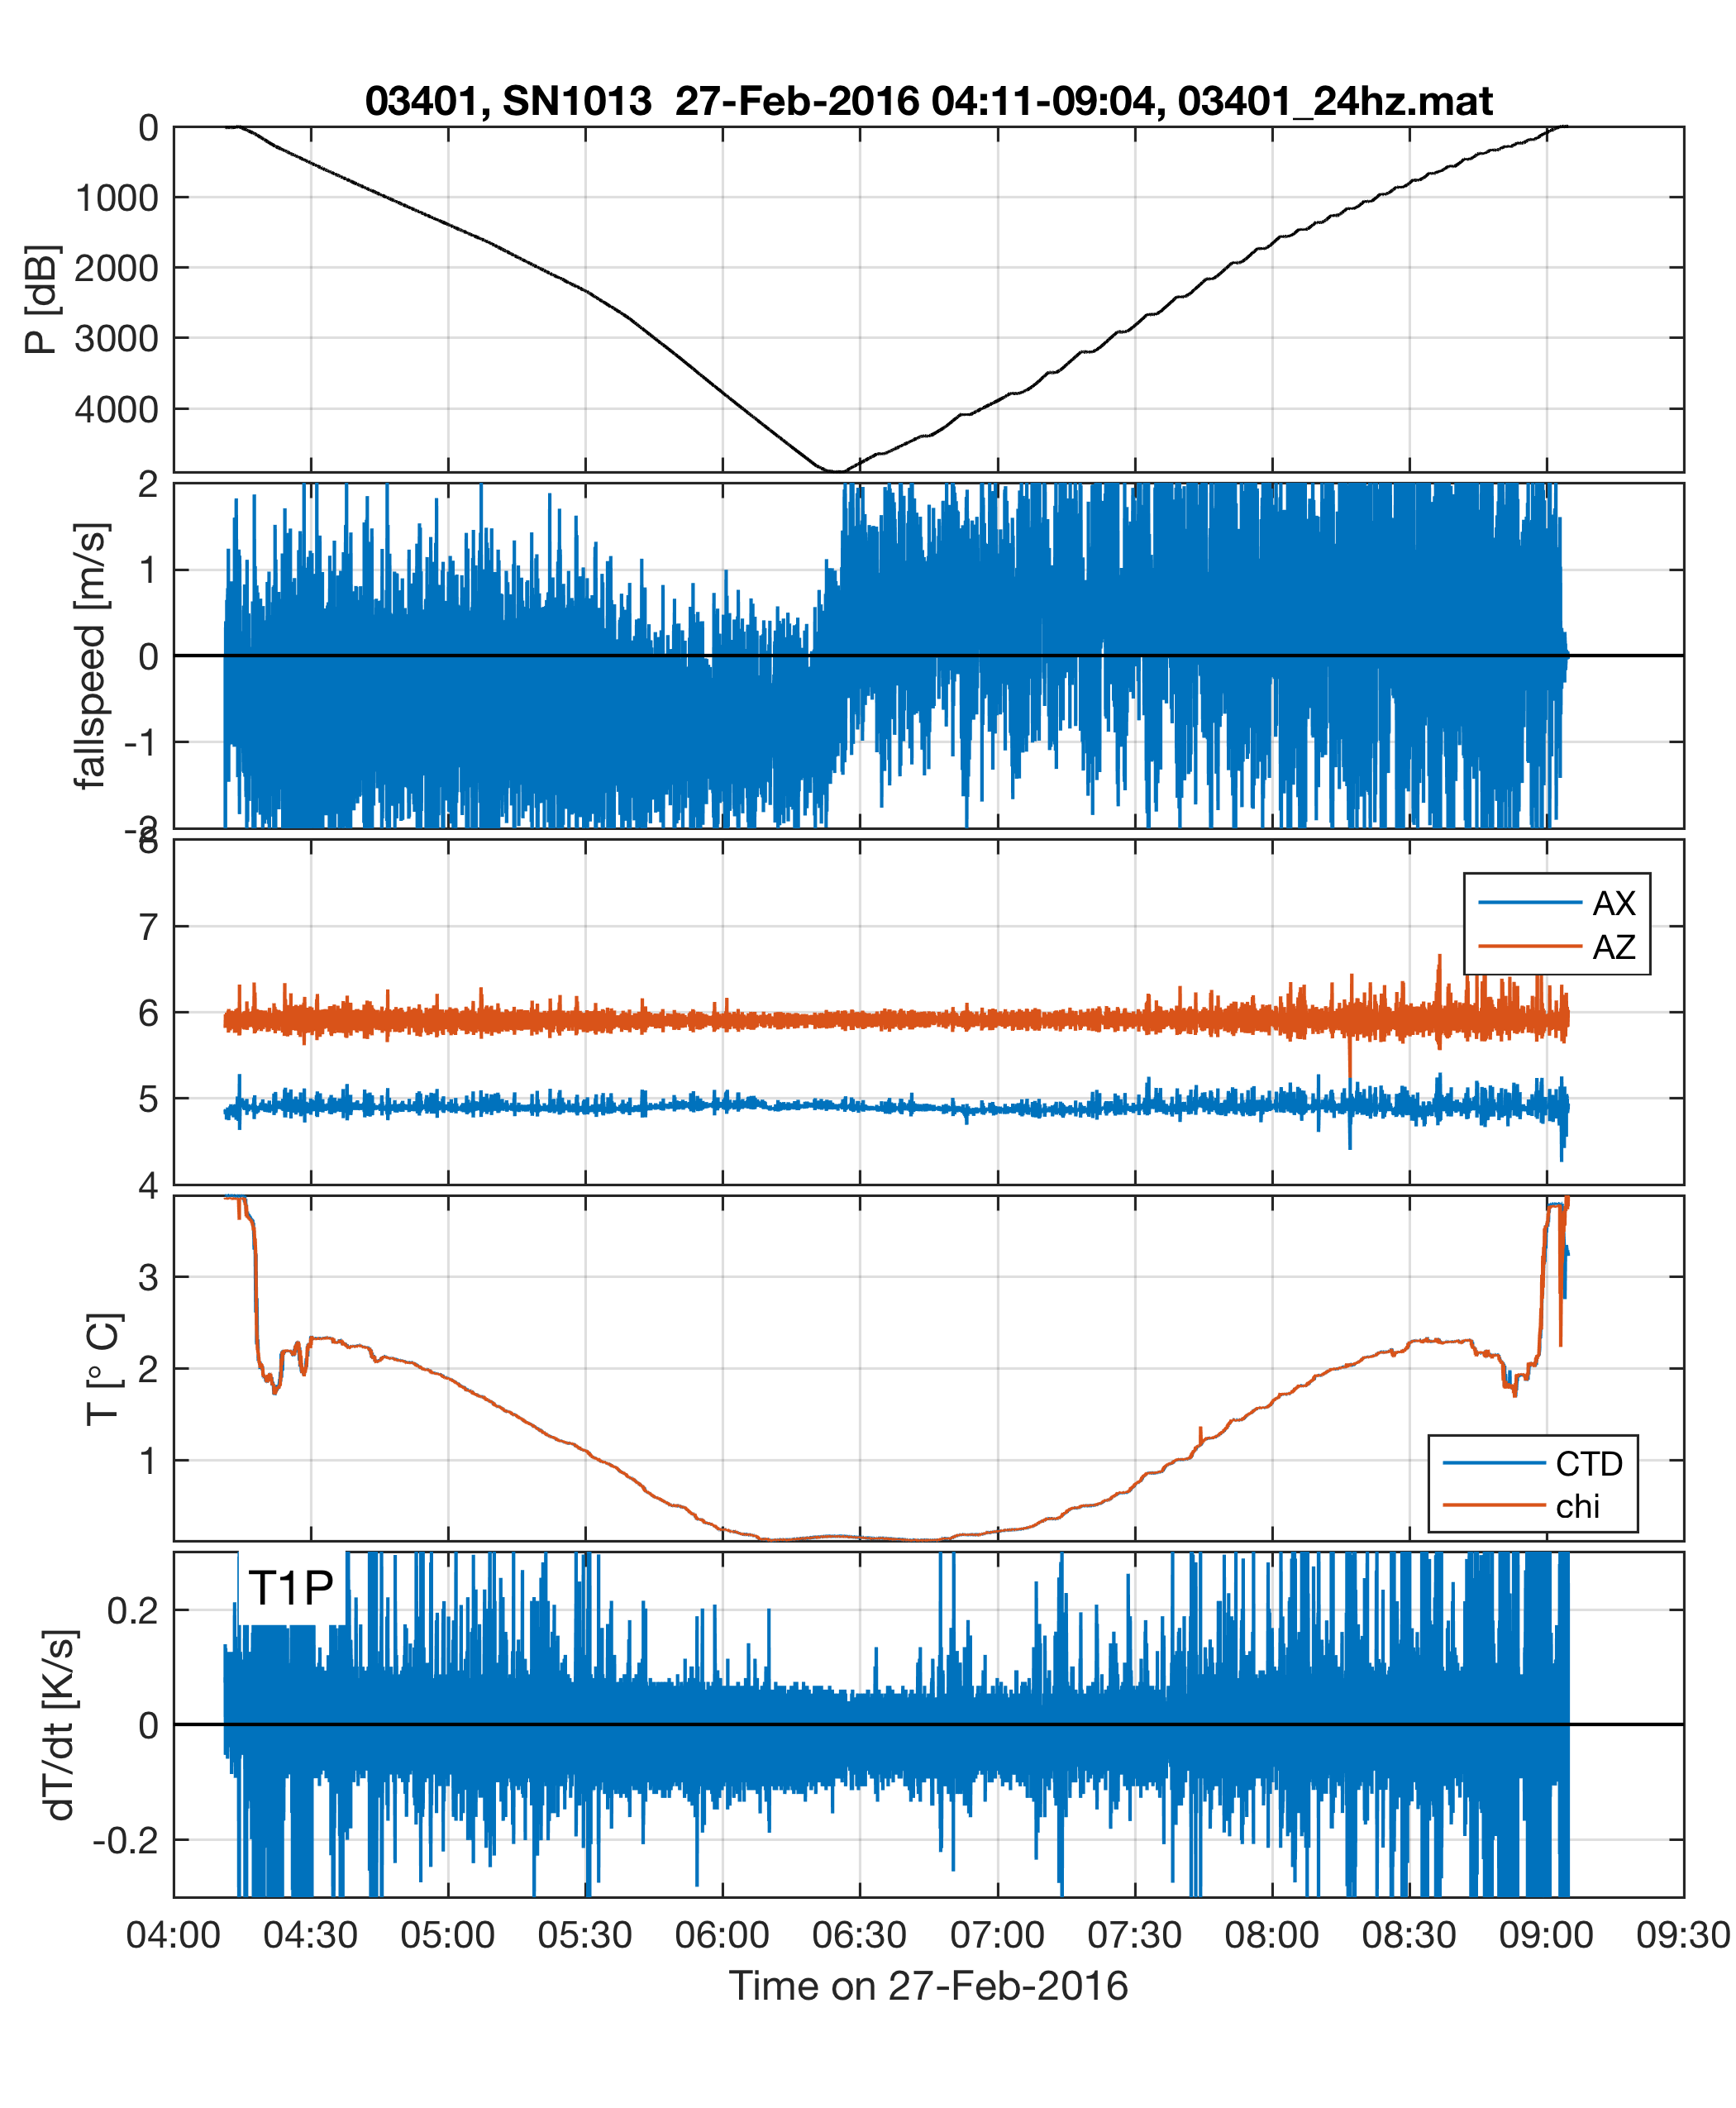 03401, SN1013  27-Feb-2016 04:11-09:04, 03401_24hz.mat
0
1000
2000
3000
4000
P [dB]
2
1
0
-1
-2
fallspeed [m/s]
8
7
6
5
4
AX
AZ
3
2
1
T [° C]
CTD
chi
T1P
0.2
0
-0.2
dT/dt [K/s]
04:00 04:30 05:00 05:30 06:00 06:30 07:00 07:30 08:00 08:30 09:00 09:30
Time on 27-Feb-2016